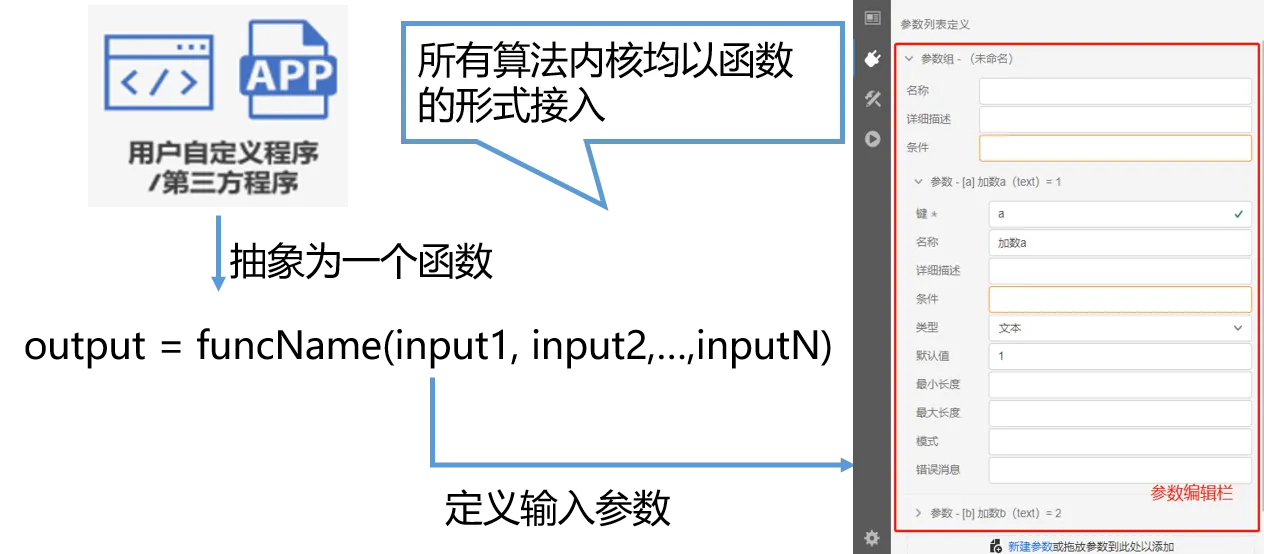 APP
用户自定义程序
/第三方程序
所有算法内核均以函数
的形式接入
抽象为一个函数
output = funcName(input1, input2,...,inputN)
定义输入参数
参数列表定义
参数组 - （未命名）
名称
详细描述
条件
参数 - [a] 加数a（text）= 1
键 * a
名称 加数a
详细描述
条件
类型 文本
默认值 1
最小长度
最大长度
模式
错误消息
参数编辑栏
参数 - [b] 加数b（text）= 2
新建参数或拖放参数到此处以添加